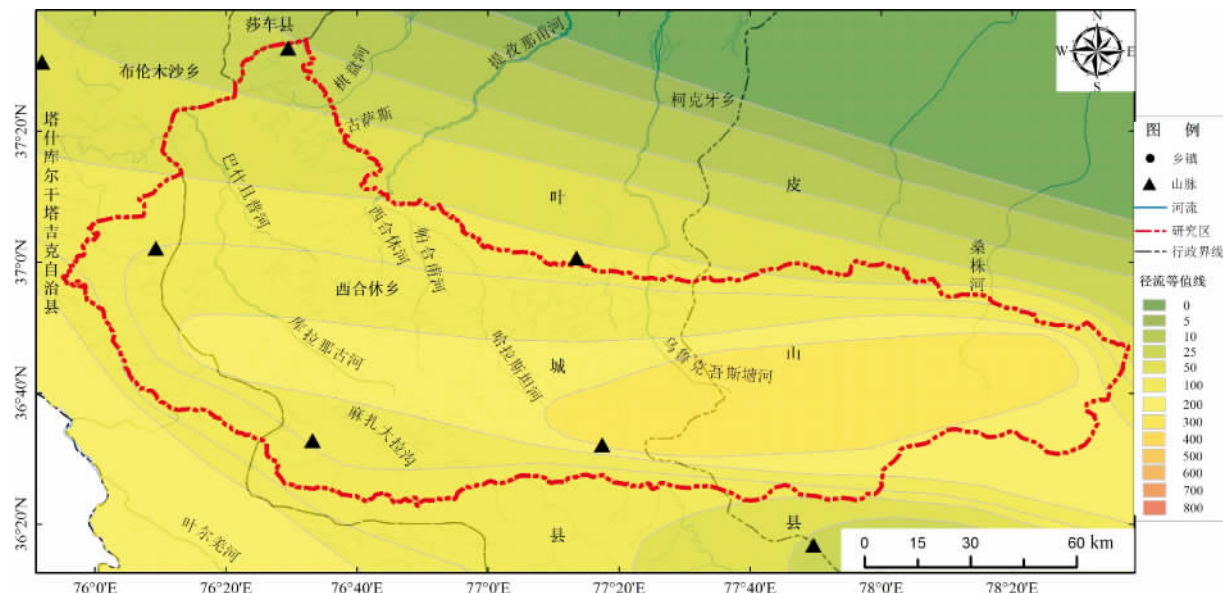 莎车县
N
W
E
S
布伦木沙乡
棋盘河
提孜那甫河
柯克牙乡
古萨斯
塔什库尔干塔吉克自治县
巴什且普河
西合休河
帕合甫河
叶
皮
桑株河
西合休乡
库拉那古河
哈拉斯坦河
城
乌鲁克吾斯塘河
山
麻扎大拉沟
叶尔羌河
县
县
37°20'N
37°00'N
36°40'N
36°20'N
76°0'E
76°20'E
76°40'E
77°0'E
77°20'E
77°40'E
78°0'E
78°20'E
0 15 30 60 km
图 例
乡镇
山脉
河流
研究区
行政界线
径流等值线
0
5
10
25
50
100
200
300
400
500
600
700
800